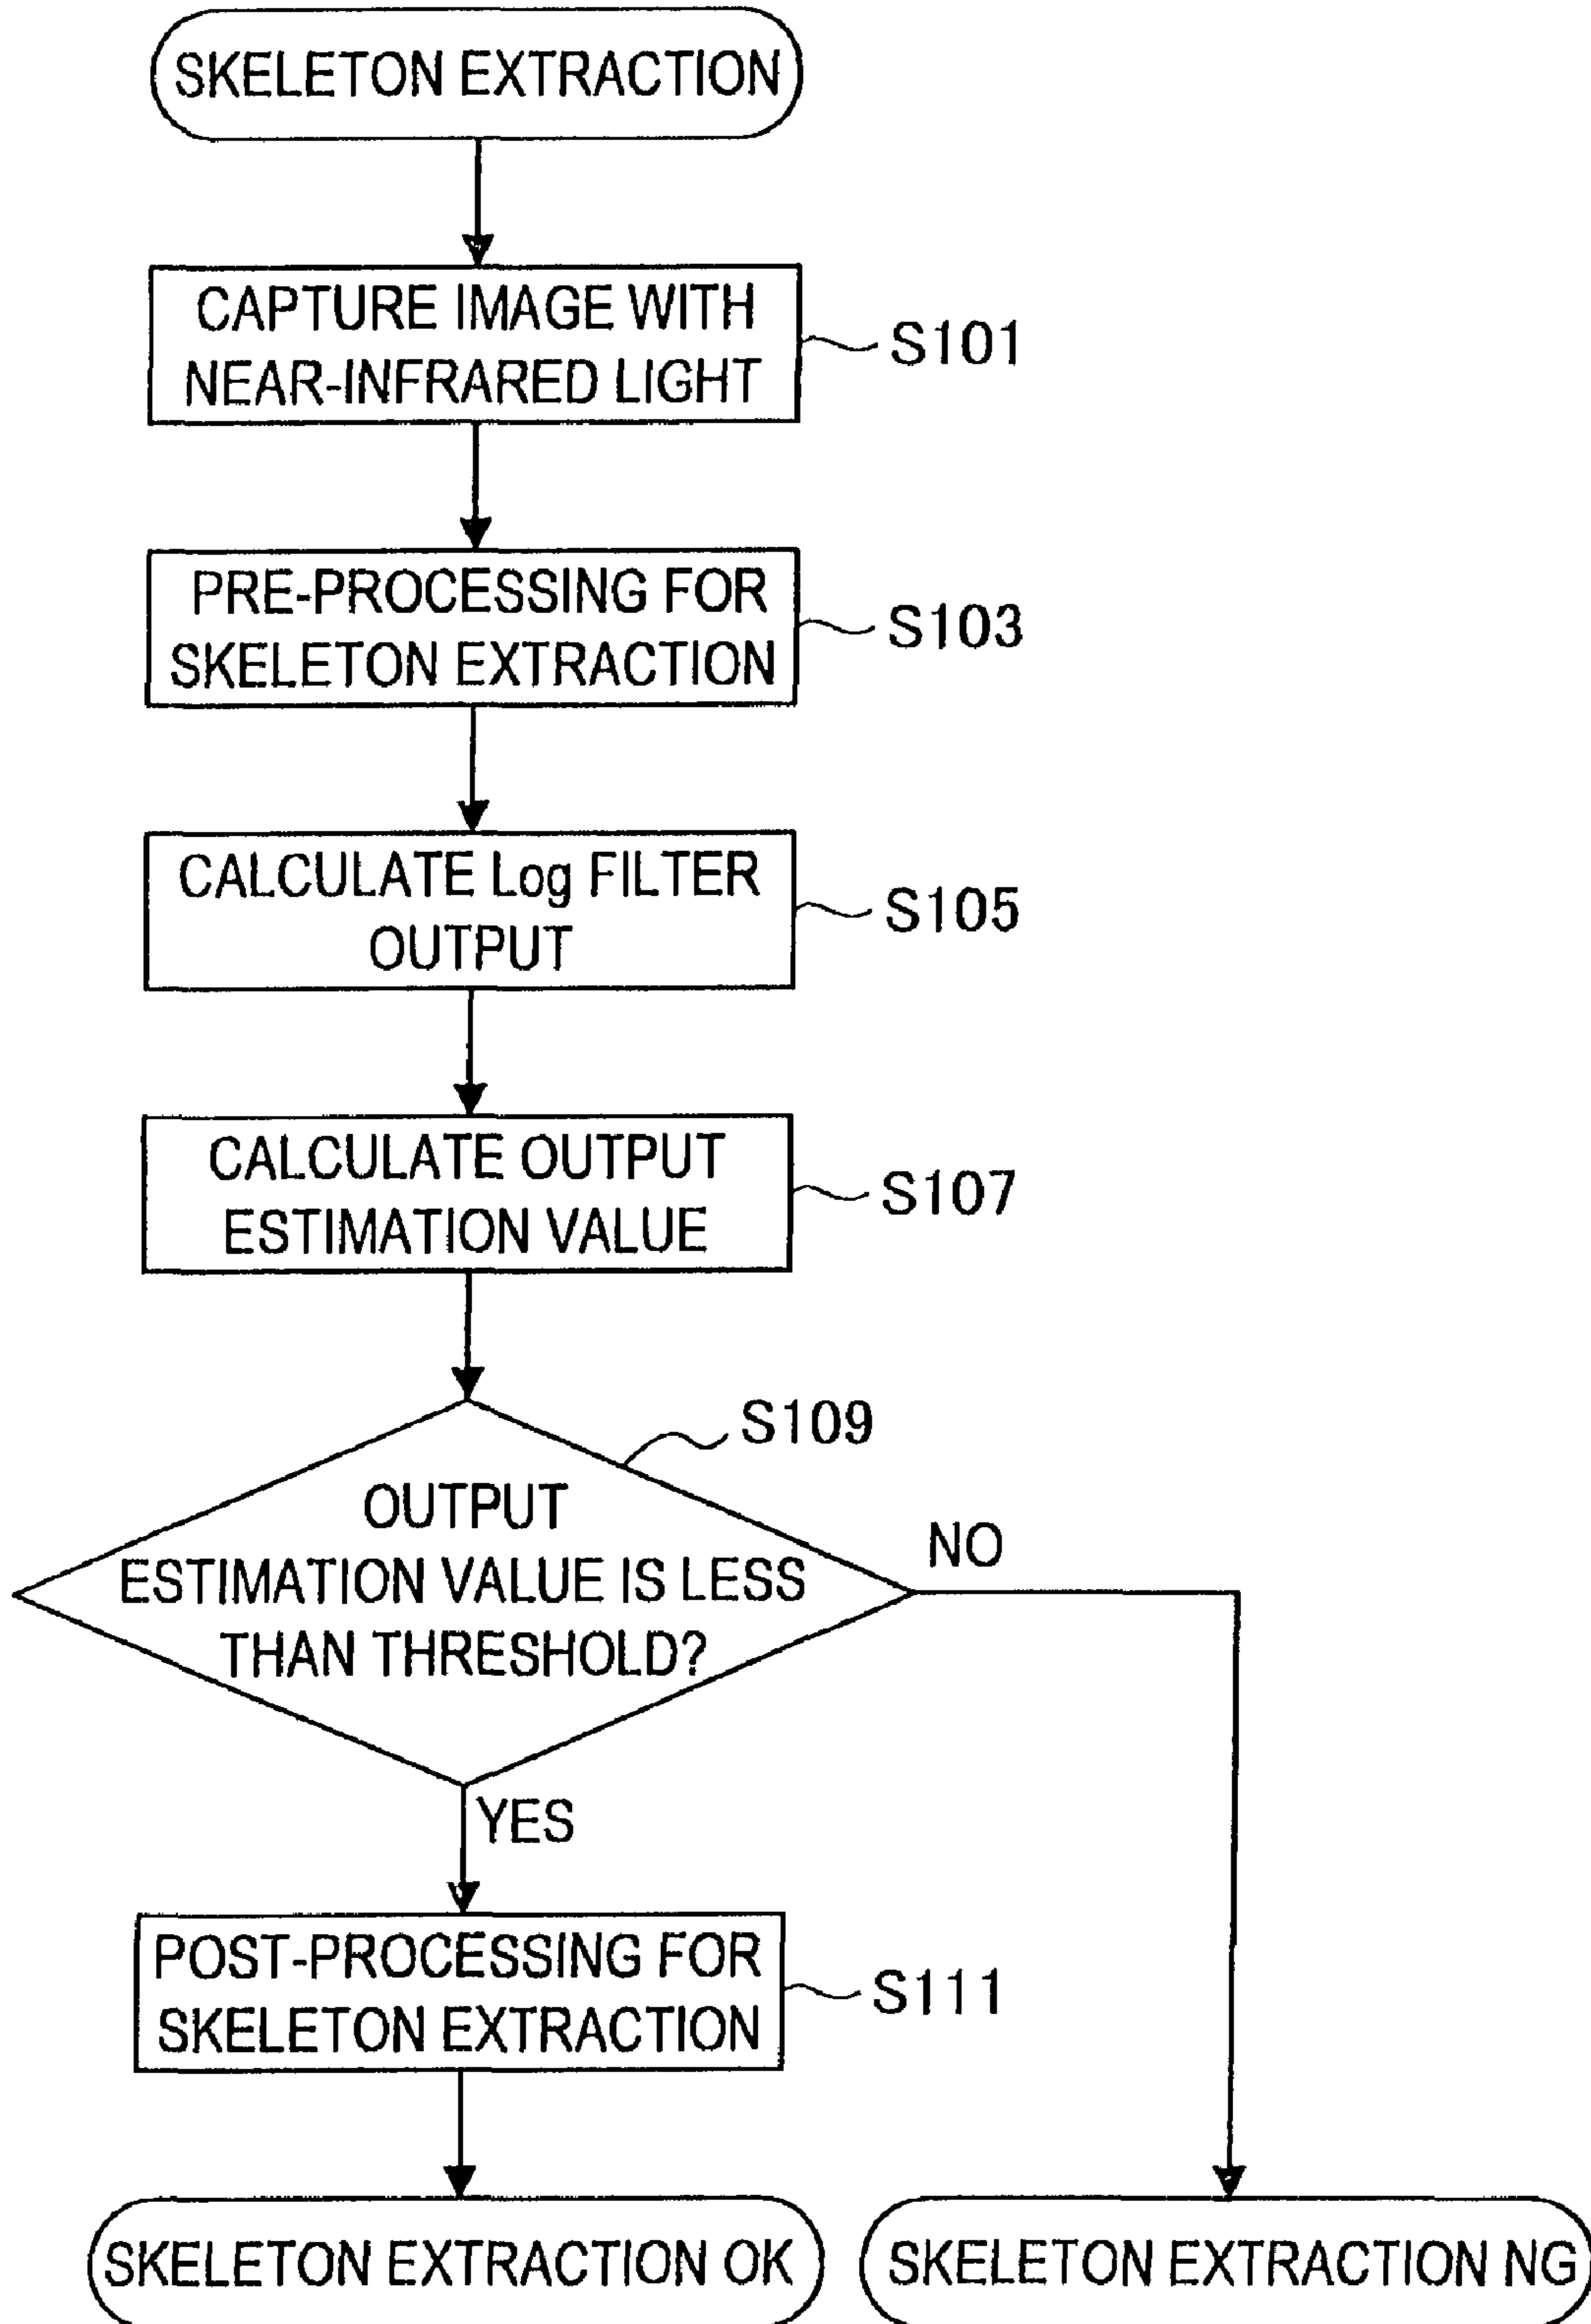 SKELETON EXTRACTION
CAPTURE IMAGE WITH
NEAR-INFRARED LIGHT
S101
PRE-PROCESSING FOR
SKELETON EXTRACTION
S103
CALCULATE Log FILTER
OUTPUT
S105
CALCULATE OUTPUT
ESTIMATION VALUE
S107
S109
OUTPUT
ESTIMATION VALUE IS LESS
THAN THRESHOLD?
NO
YES
POST-PROCESSING FOR
SKELETON EXTRACTION
S111
SKELETON EXTRACTION OK
SKELETON EXTRACTION NG